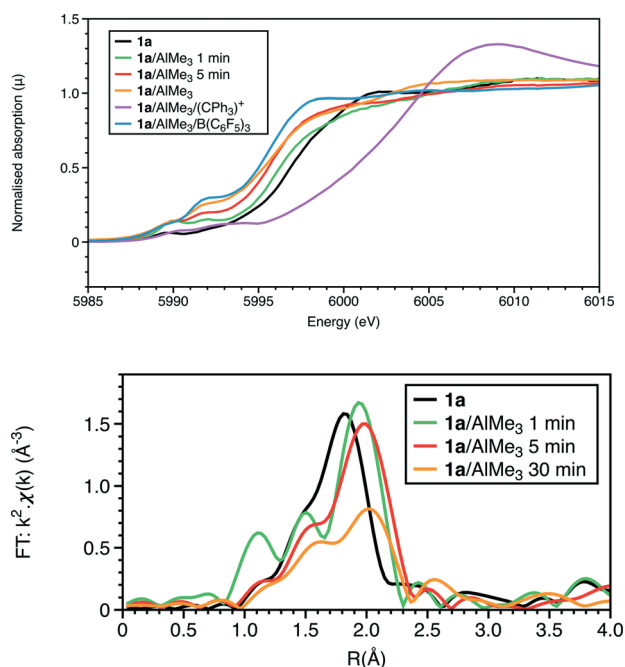 1.5
1.0
0.5
0
Normalised absorption (μ)
1a
1a/AlMe₃ 1 min
1a/AlMe₃ 5 min
1a/AlMe₃
1a/AlMe₃/(CPh₃)⁺
1a/AlMe₃/B(C₆F₅)₃
5985 5990 5995 6000 6005 6010 6015
Energy (eV)
1.5
1.0
0.5
0
FT: k².χ(k) (Å⁻³)
1a
1a/AlMe₃ 1 min
1a/AlMe₃ 5 min
1a/AlMe₃ 30 min
0 0.5 1.0 1.5 2.0 2.5 3.0 3.5 4.0
R(Å)